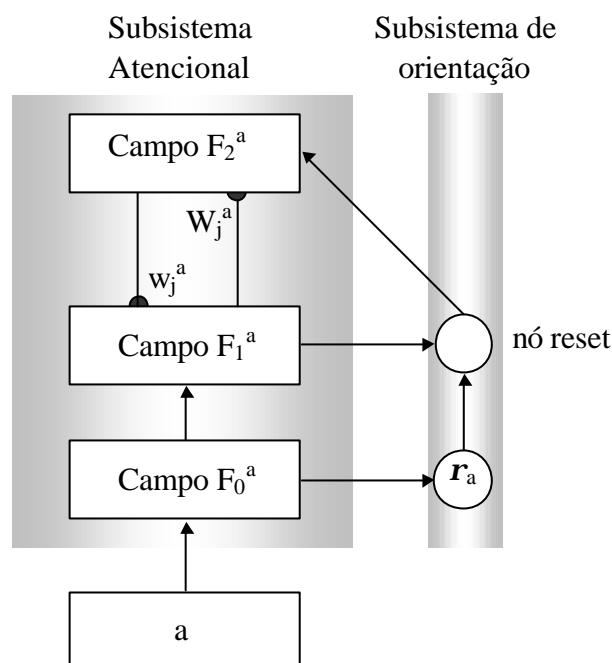 Subsistema
Atencional
Subsistema de
orientação
Campo F₂ᵃ
Wⱼᵃ
wⱼᵃ
Campo F₁ᵃ
nó reset
Campo F₀ᵃ
rₐ
a